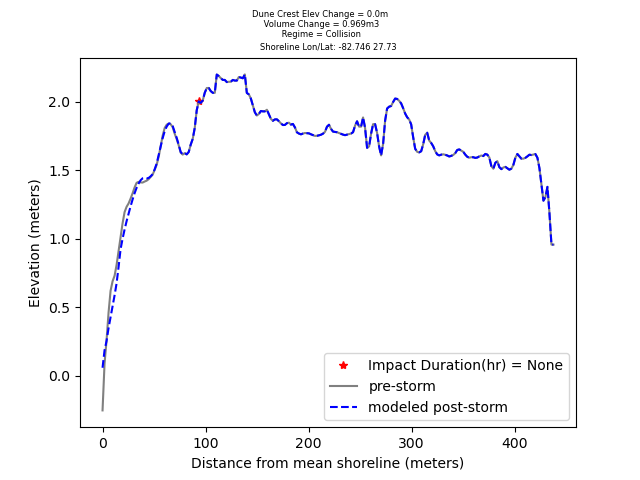 Dune Crest Elev Change = 0.0m
Volume Change = 0.969m3
Regime = Collision
Shoreline Lon/Lat: -82.746 27.73
2.0
1.5
1.0
0.5
0.0
Elevation (meters)
Impact Duration(hr) = None
pre-storm
modeled post-storm
0 100 200 300 400
Distance from mean shoreline (meters)